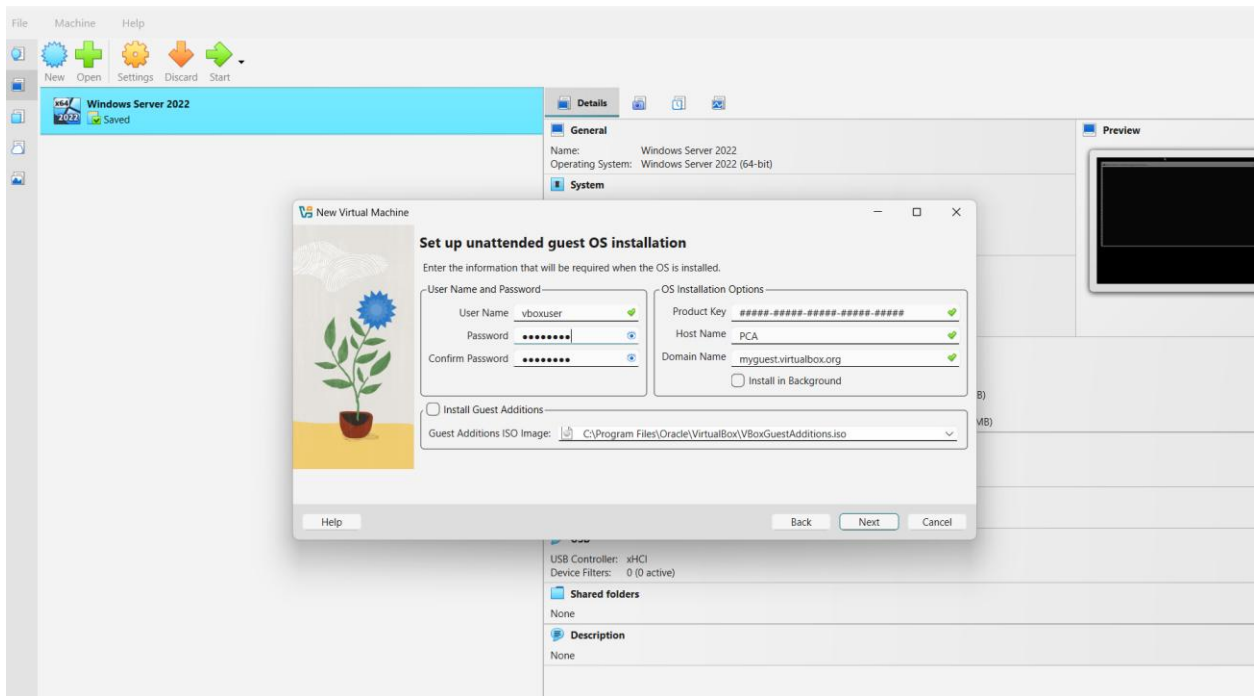 File Machine Help
New Open Settings Discard Start
x64
2022
Windows Server 2022
Saved
Details
General
Name: Windows Server 2022
Operating System: Windows Server 2022 (64-bit)
System
Preview
New Virtual Machine
Set up unattended guest OS installation
Enter the information that will be required when the OS is installed.
User Name and Password
User Name vboxuser
Password ●●●●●●●●
Confirm Password ●●●●●●●●
OS Installation Options
Product Key #####-#####-#####-#####-#####
Host Name PCA
Domain Name myguest.virtualbox.org
Install in Background
Install Guest Additions
Guest Additions ISO Image: C:\Program Files\Oracle\VirtualBox\VBoxGuestAdditions.iso
Help Back Next Cancel
B)
MB)
USB Controller: xHCI
Device Filters: 0 (0 active)
Shared folders
None
Description
None